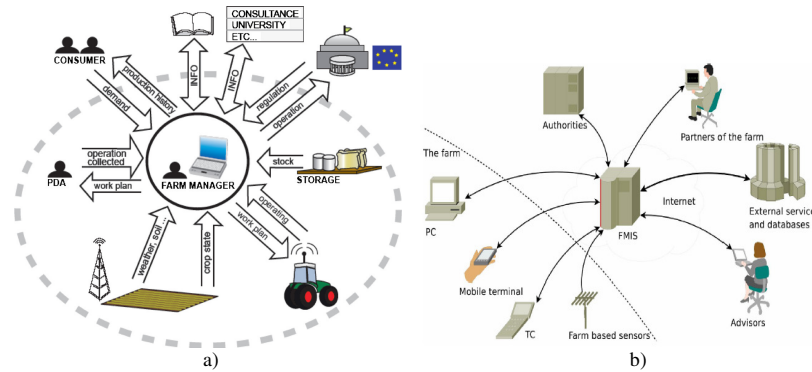 CONSULTANCE
UNIVERSITY
ETC...
CONSUMER
INFO
INFO
production history
demand
regulation
operation
operation
collected
PDA
work plan
FARM MANAGER
stock
STORAGE
weather, soil ...
crop state
operating
work plan
a)
Authorities
Partners of the farm
The farm
PC
FMIS
Internet
External service
and databases
Mobile terminal
TC
Farm based sensors
Advisors
b)